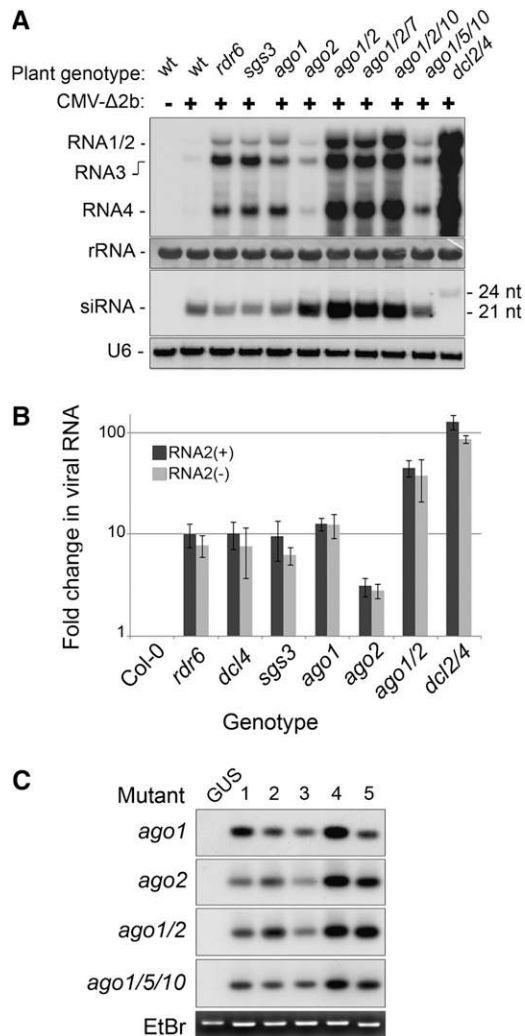 A
Plant genotype: wt wt rdr6 sgs3 ago1 ago2 ago1/2 ago1/2/7 ago1/2/10 ago1/5/10 dcl2/4
CMV-Δ2b: - + + + + + + + + + +
RNA1/2 -
RNA3
RNA4 -
rRNA -
- 24 nt
siRNA -
- 21 nt
U6 -
B
Fold change in viral RNA
100
10
1
RNA2(+)
RNA2(-)
Col-0 rdr6 dcl4 sgs3 ago1 ago2 ago1/2 dcl2/4
Genotype
C
Mutant GUS 1 2 3 4 5
ago1
ago2
ago1/2
ago1/5/10
EtBr